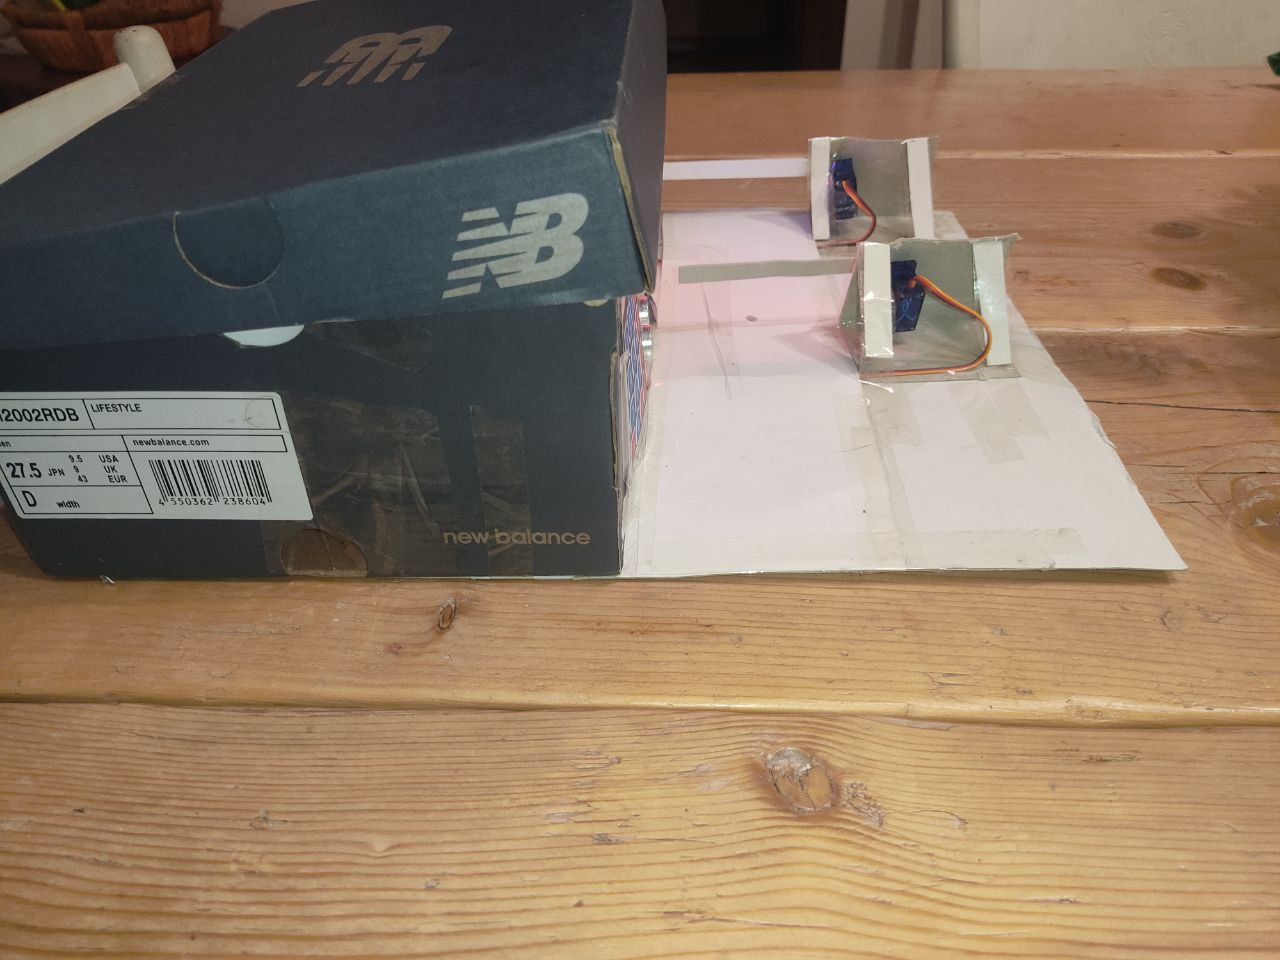 NB
12002RDB
LIFESTYLE
newbalance.com
27.5 JPN
9.5 USA
9 UK
43 EUR
D width
4 550362 238604
new balance